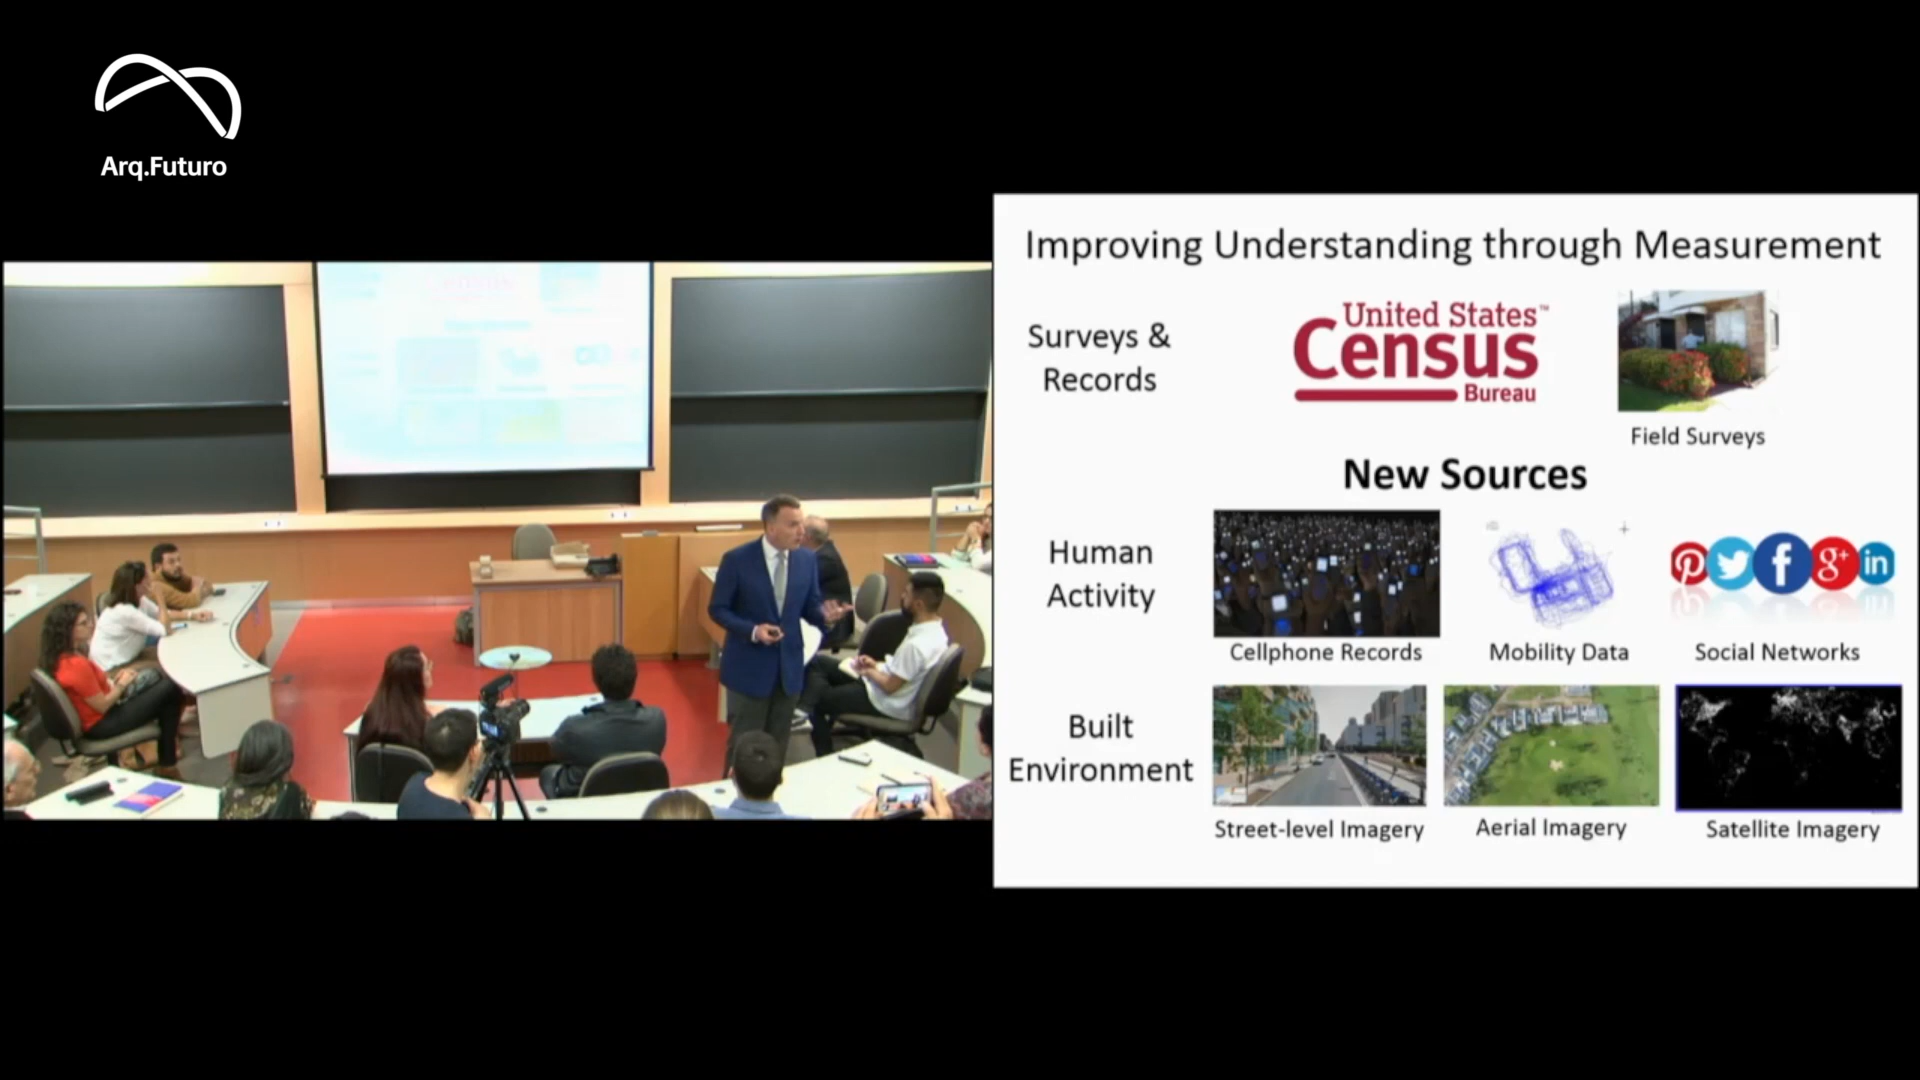 Arq.Futuro
Improving Understanding through Measurement
Surveys &
Records
United States™
Census
Bureau
Field Surveys
New Sources
Human
Activity
Cellphone Records
Mobility Data
Social Networks
Built
Environment
Street-level Imagery
Aerial Imagery
Satellite Imagery